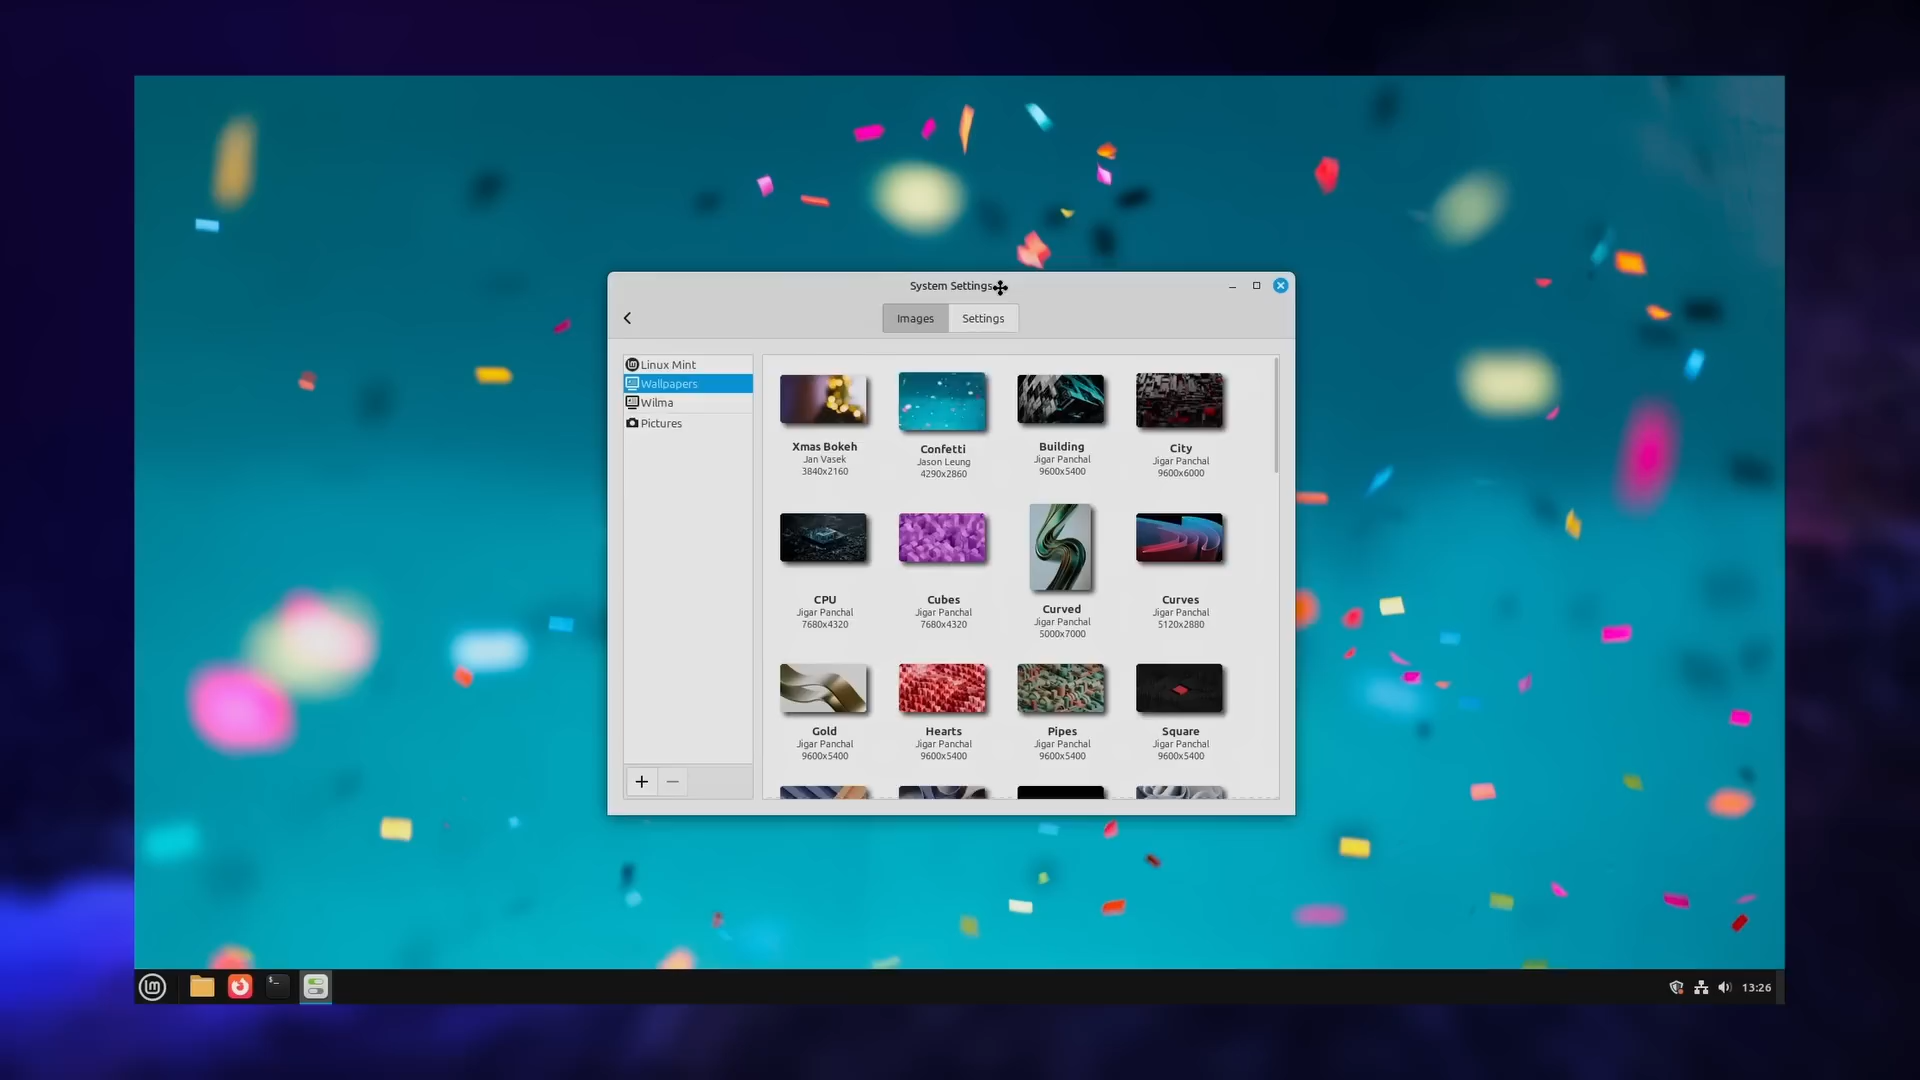 System Settings
Images
Settings
Linux Mint
Wallpapers
Wilma
Pictures
Xmas Bokeh
Jan Vasek
3840x2160
Confetti
Jason Leung
4290x2860
Building
Jigar Panchal
9600x5400
City
Jigar Panchal
9600x6000
CPU
Jigar Panchal
7680x4320
Cubes
Jigar Panchal
7680x4320
Curved
Jigar Panchal
5000x7000
Curves
Jigar Panchal
5120x2880
Gold
Jigar Panchal
9600x5400
Hearts
Jigar Panchal
9600x5400
Pipes
Jigar Panchal
9600x5400
Square
Jigar Panchal
9600x5400
13:26